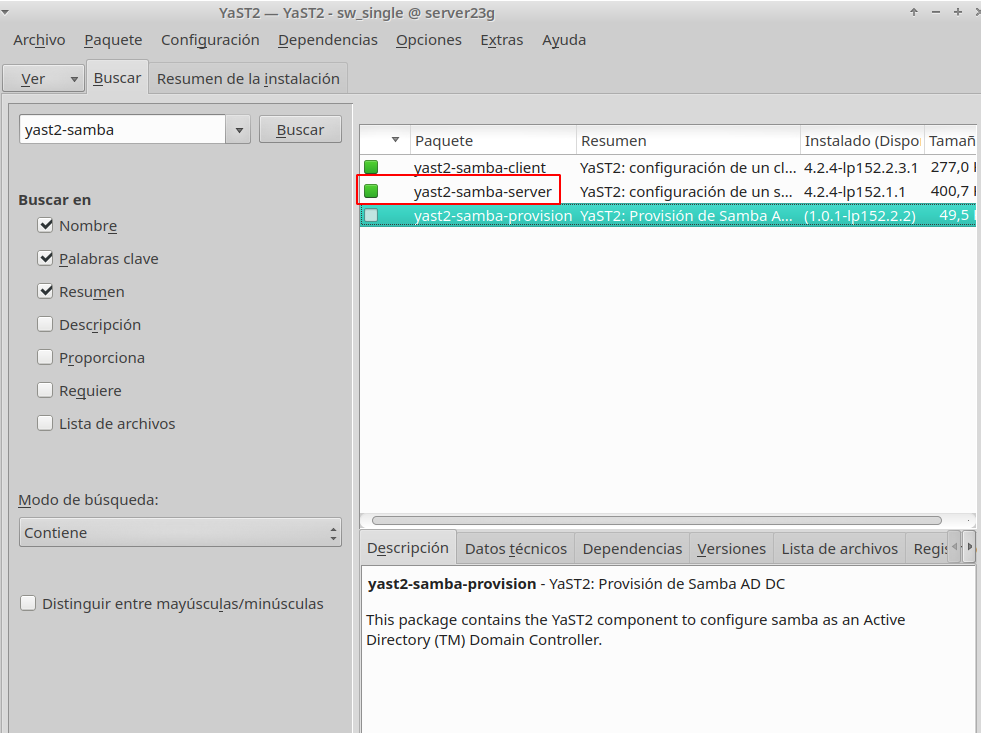 YaST2 — YaST2 - sw_single @ server23g
Archivo Paquete Configuración Dependencias Opciones Extras Ayuda
Ver Buscar Resumen de la instalación
yast2-samba Buscar
Buscar en
Nombre
Palabras clave
Resumen
Descripción
Proporciona
Requiere
Lista de archivos
Modo de búsqueda:
Contiene
Distinguir entre mayúsculas/minúsculas
Paquete Resumen Instalado (Dispo Tamañ
yast2-samba-client YaST2: configuración de un cl... 4.2.4-lp152.2.3.1 277,0
yast2-samba-server YaST2: configuración de un s... 4.2.4-lp152.1.1 400,7
yast2-samba-provision YaST2: Provisión de Samba A... (1.0.1-lp152.2.2) 49,5
Descripción Datos técnicos Dependencias Versiones Lista de archivos Regis
yast2-samba-provision - YaST2: Provisión de Samba AD DC
This package contains the YaST2 component to configure samba as an Active
Directory (TM) Domain Controller.